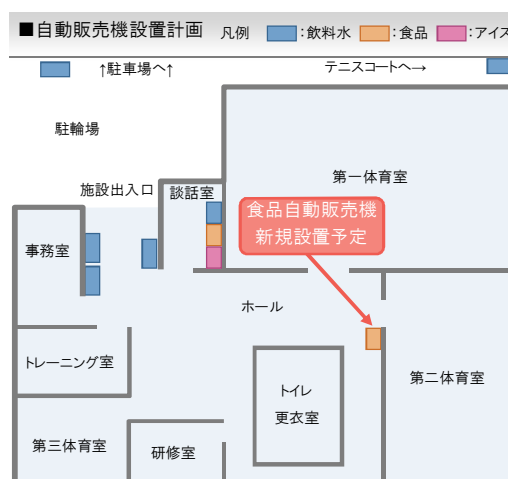 ■自動販売機設置計画 凡例 :飲料水 :食品 :アイス
↑駐車場へ↑ テニスコートへ→
駐輪場
施設出入口
談話室
第一体育室
食品自動販売機
新規設置予定
事務室
ホール
トレーニング室
トイレ
更衣室
第二体育室
第三体育室
研修室